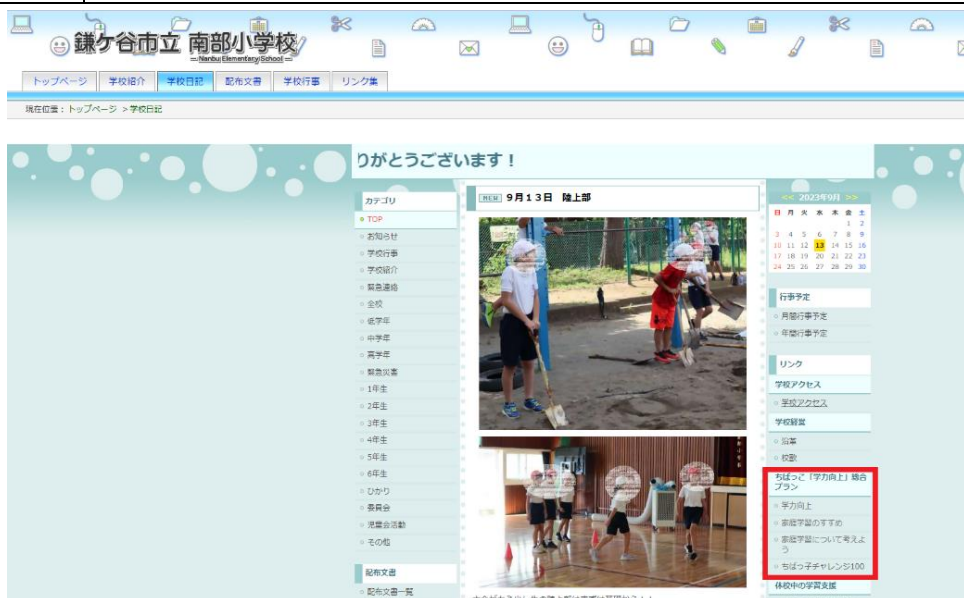 鎌ケ谷市立 南部小学校
Nanbu Elementary School
トップページ 学校紹介 学校日記 配布文書 学校行事 リンク集
現在位置：トップページ > 学校日記
りがとうございます！
カテゴリ
TOP
お知らせ
学校行事
学校紹介
緊急連絡
全校
低学年
中学年
高学年
緊急災害
1年生
2年生
3年生
4年生
5年生
6年生
ひかり
委員会
児童会活動
その他
配布文書
配布文書一覧
NEW 9月13日 陸上部
<< 2023年9月 >>
日 月 火 水 木 金 土
1 2
3 4 5 6 7 8 9
10 11 12 13 14 15 16
17 18 19 20 21 22 23
24 25 26 27 28 29 30
行事予定
月間行事予定
年間行事予定
リンク
学校アクセス
学校アクセス
学校経営
沿革
校歌
ちばっこ「学力向上」総合
プラン
学力向上
家庭学習のすすめ
家庭学習について考えよ
う
ちばっ子チャレンジ100
休校中の学習支援